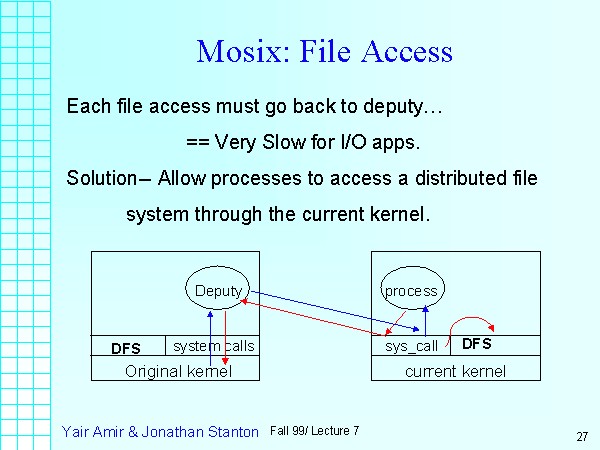 Mosix: File Access
Each file access must go back to deputy…
== Very Slow for I/O apps.
Solution-- Allow processes to access a distributed file
system through the current kernel.
Deputy
process
DFS
system calls
sys_call
DFS
Original kernel
current kernel
Yair Amir & Jonathan Stanton
Fall 99/ Lecture 7
27